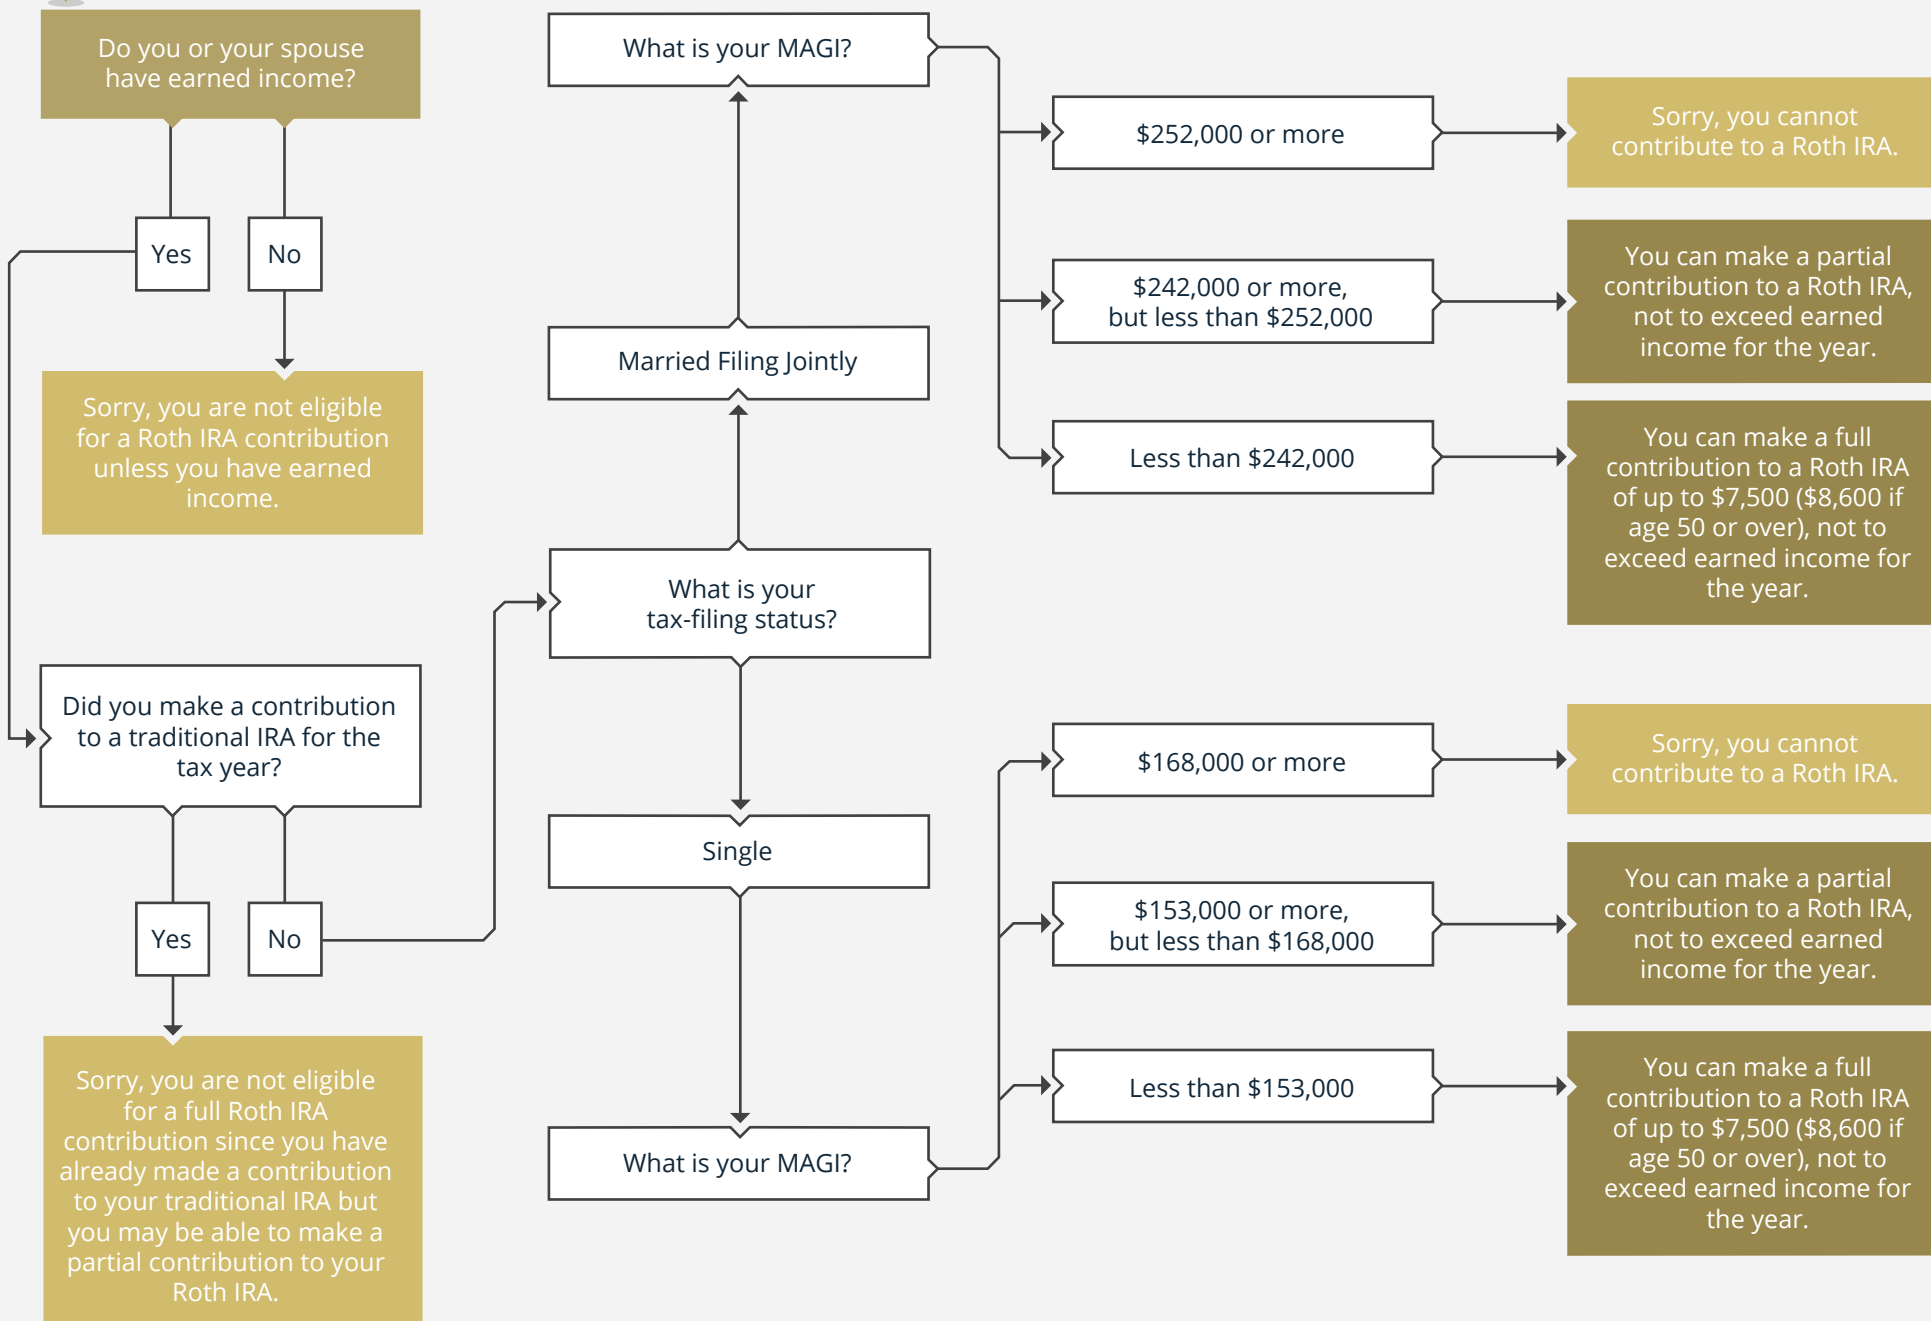 Do you or your spouse
have earned income?
Yes
No
Sorry, you are not eligible
for a Roth IRA contribution
unless you have earned
income.
Did you make a contribution
to a traditional IRA for the
tax year?
Yes
No
Sorry, you are not eligible
for a full Roth IRA
contribution since you have
already made a contribution
to your traditional IRA but
you may be able to make a
partial contribution to your
Roth IRA.
What is your
tax-filing status?
Married Filing Jointly
What is your MAGI?
$252,000 or more
Sorry, you cannot
contribute to a Roth IRA.
$242,000 or more,
but less than $252,000
You can make a partial
contribution to a Roth IRA,
not to exceed earned
income for the year.
Less than $242,000
You can make a full
contribution to a Roth IRA
of up to $7,500 ($8,600 if
age 50 or over), not to
exceed earned income for
the year.
Single
What is your MAGI?
$168,000 or more
Sorry, you cannot
contribute to a Roth IRA.
$153,000 or more,
but less than $168,000
You can make a partial
contribution to a Roth IRA,
not to exceed earned
income for the year.
Less than $153,000
You can make a full
contribution to a Roth IRA
of up to $7,500 ($8,600 if
age 50 or over), not to
exceed earned income for
the year.